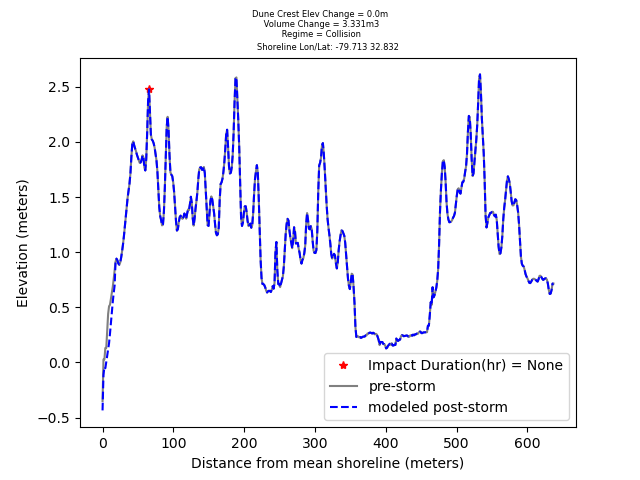 Dune Crest Elev Change = 0.0m
Volume Change = 3.331m3
Regime = Collision
Shoreline Lon/Lat: -79.713 32.832
2.5
2.0
1.5
1.0
0.5
0.0
−0.5
Elevation (meters)
Impact Duration(hr) = None
pre-storm
modeled post-storm
0 100 200 300 400 500 600
Distance from mean shoreline (meters)